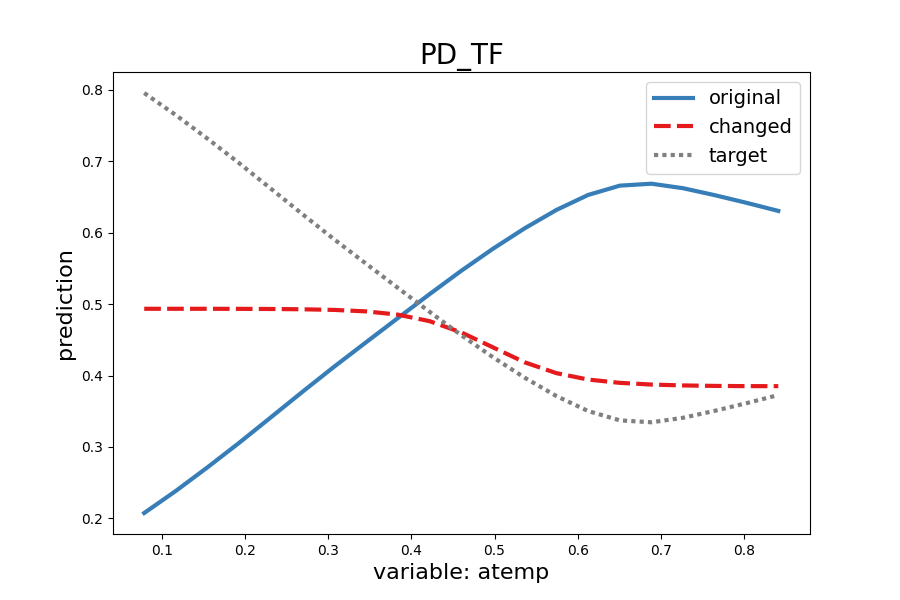 PD_TF
original
changed
target
prediction
0.8
0.7
0.6
0.5
0.4
0.3
0.2
0.1 0.2 0.3 0.4 0.5 0.6 0.7 0.8
variable: atemp